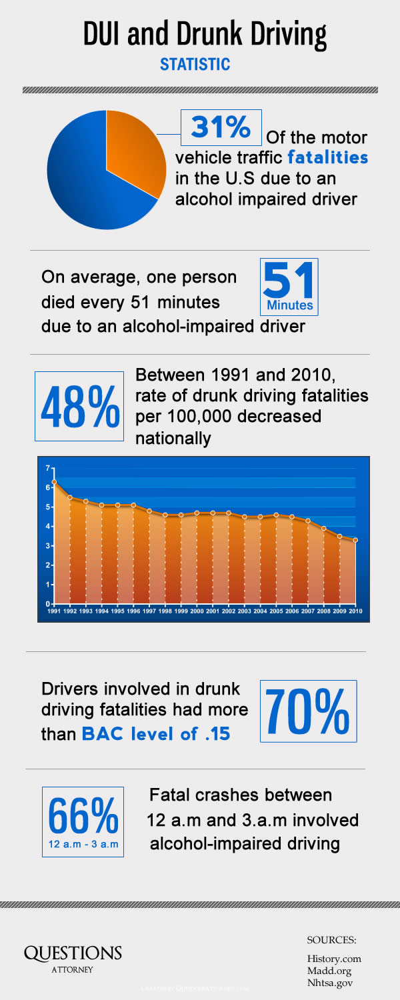 DUI and Drunk Driving
STATISTIC
31%
Of the motor
vehicle traffic fatalities
in the U.S due to an
alcohol impaired driver
On average, one person
died every 51 minutes
due to an alcohol-impaired driver
51
Minutes
48%
Between 1991 and 2010,
rate of drunk driving fatalities
per 100,000 decreased
nationally
7
6
5
4
3
2
1
0
1991 1992 1993 1994 1995 1996 1997 1998 1999 2000 2001 2002 2003 2004 2005 2006 2007 2008 2009 2010
Drivers involved in drunk
driving fatalities had more
than BAC level of .15
70%
66%
12 a.m - 3 a.m
Fatal crashes between
12 a.m and 3.a.m involved
alcohol-impaired driving
QUESTIONS
ATTORNEY
SOURCES:
History.com
Madd.org
Nhtsa.gov